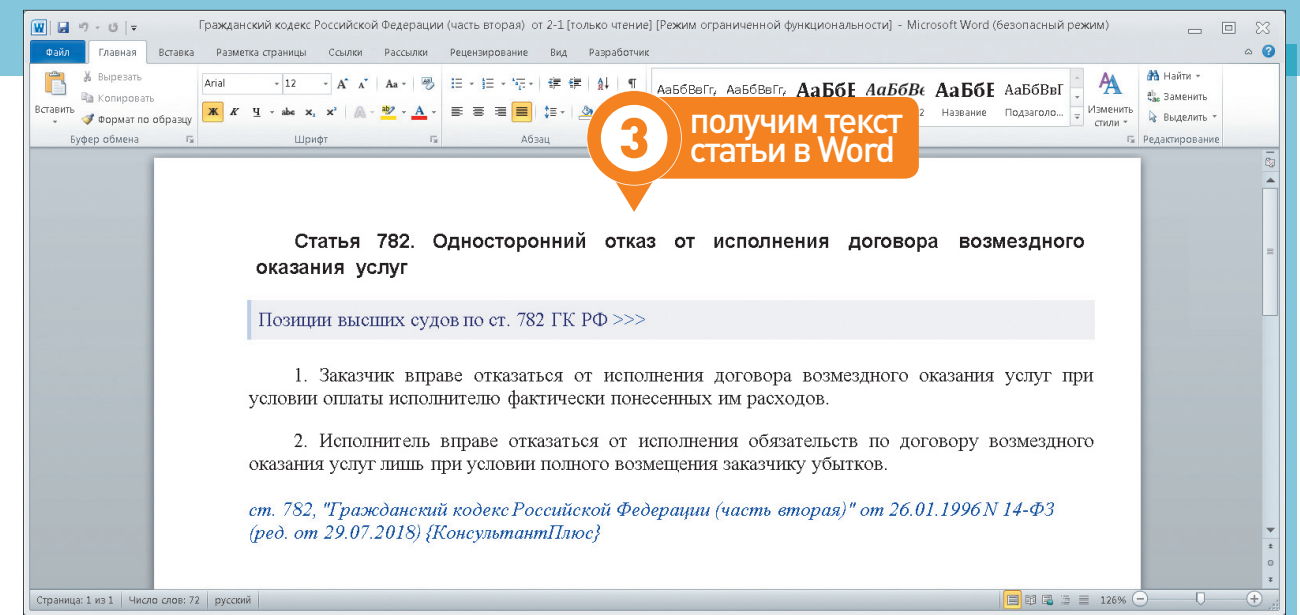 Гражданский кодекс Российской Федерации (часть вторая) от 2-1 [только чтение] [Режим ограниченной функциональности] - Microsoft Word (безопасный режим)
Файл Главная Вставка Разметка страницы Ссылки Рассылки Рецензирование Вид Разработчик
Вставить
Вырезать
Копировать
Формат по образцу
Буфер обмена
Arial 12
Ж К Ч abc x, x²
Шрифт
Абзац
АаБбВвГг, АаБбВвГг, АаБбЕ АаБбВе АаБбЕ АаБбВвГ
2 Название Подзаголо...
Изменить
стили
Найти
Заменить
Выделить
Редактирование
3
получим текст
статьи в Word
Статья 782. Односторонний отказ от исполнения договора возмездного
оказания услуг
Позиции высших судов по ст. 782 ГК РФ >>>
1. Заказчик вправе отказаться от исполнения договора возмездного оказания услуг при
условии оплаты исполнителю фактически понесенных им расходов.
2. Исполнитель вправе отказаться от исполнения обязательств по договору возмездного
оказания услуг лишь при условии полного возмещения заказчику убытков.
ст. 782, "Гражданский кодекс Российской Федерации (часть вторая)" от 26.01.1996 N 14-ФЗ
(ред. от 29.07.2018) {КонсультантПлюс}
Страница: 1 из 1 Число слов: 72 русский 126%